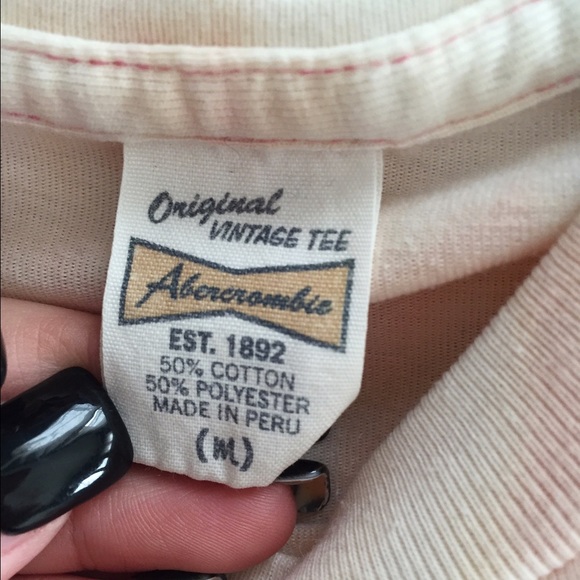 Original
VINTAGE TEE
Abercrombie
EST. 1892
50% COTTON
50% POLYESTER
MADE IN PERU
(M)